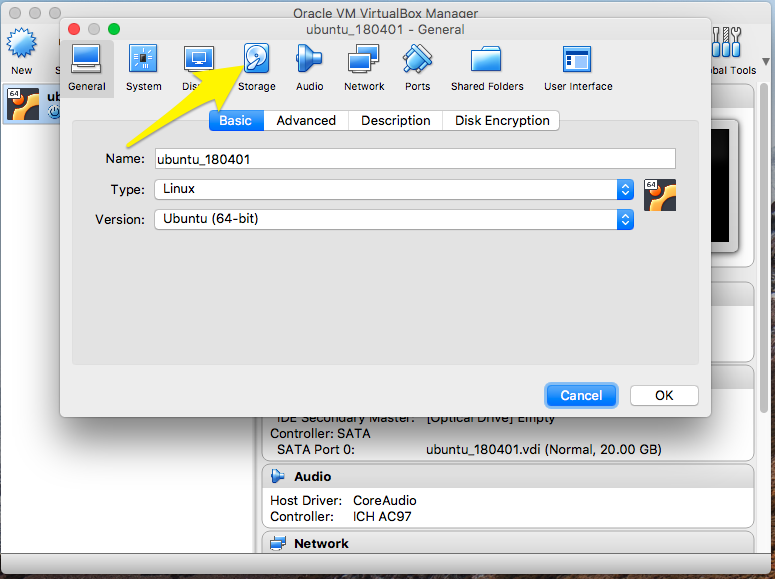 Oracle VM VirtualBox Manager
ubuntu_180401 - General
New
General
System
Storage
Audio
Network
Ports
Shared Folders
User Interface
Tools
64
ub
Basic
Advanced
Description
Disk Encryption
Name:
ubuntu_180401
Type:
Linux
64
Version:
Ubuntu (64-bit)
Cancel
OK
IDE Secondary Master: [Optical Drive] Empty
Controller: SATA
SATA Port 0: ubuntu_180401.vdi (Normal, 20.00 GB)
Audio
Host Driver: CoreAudio
Controller: ICH AC97
Network